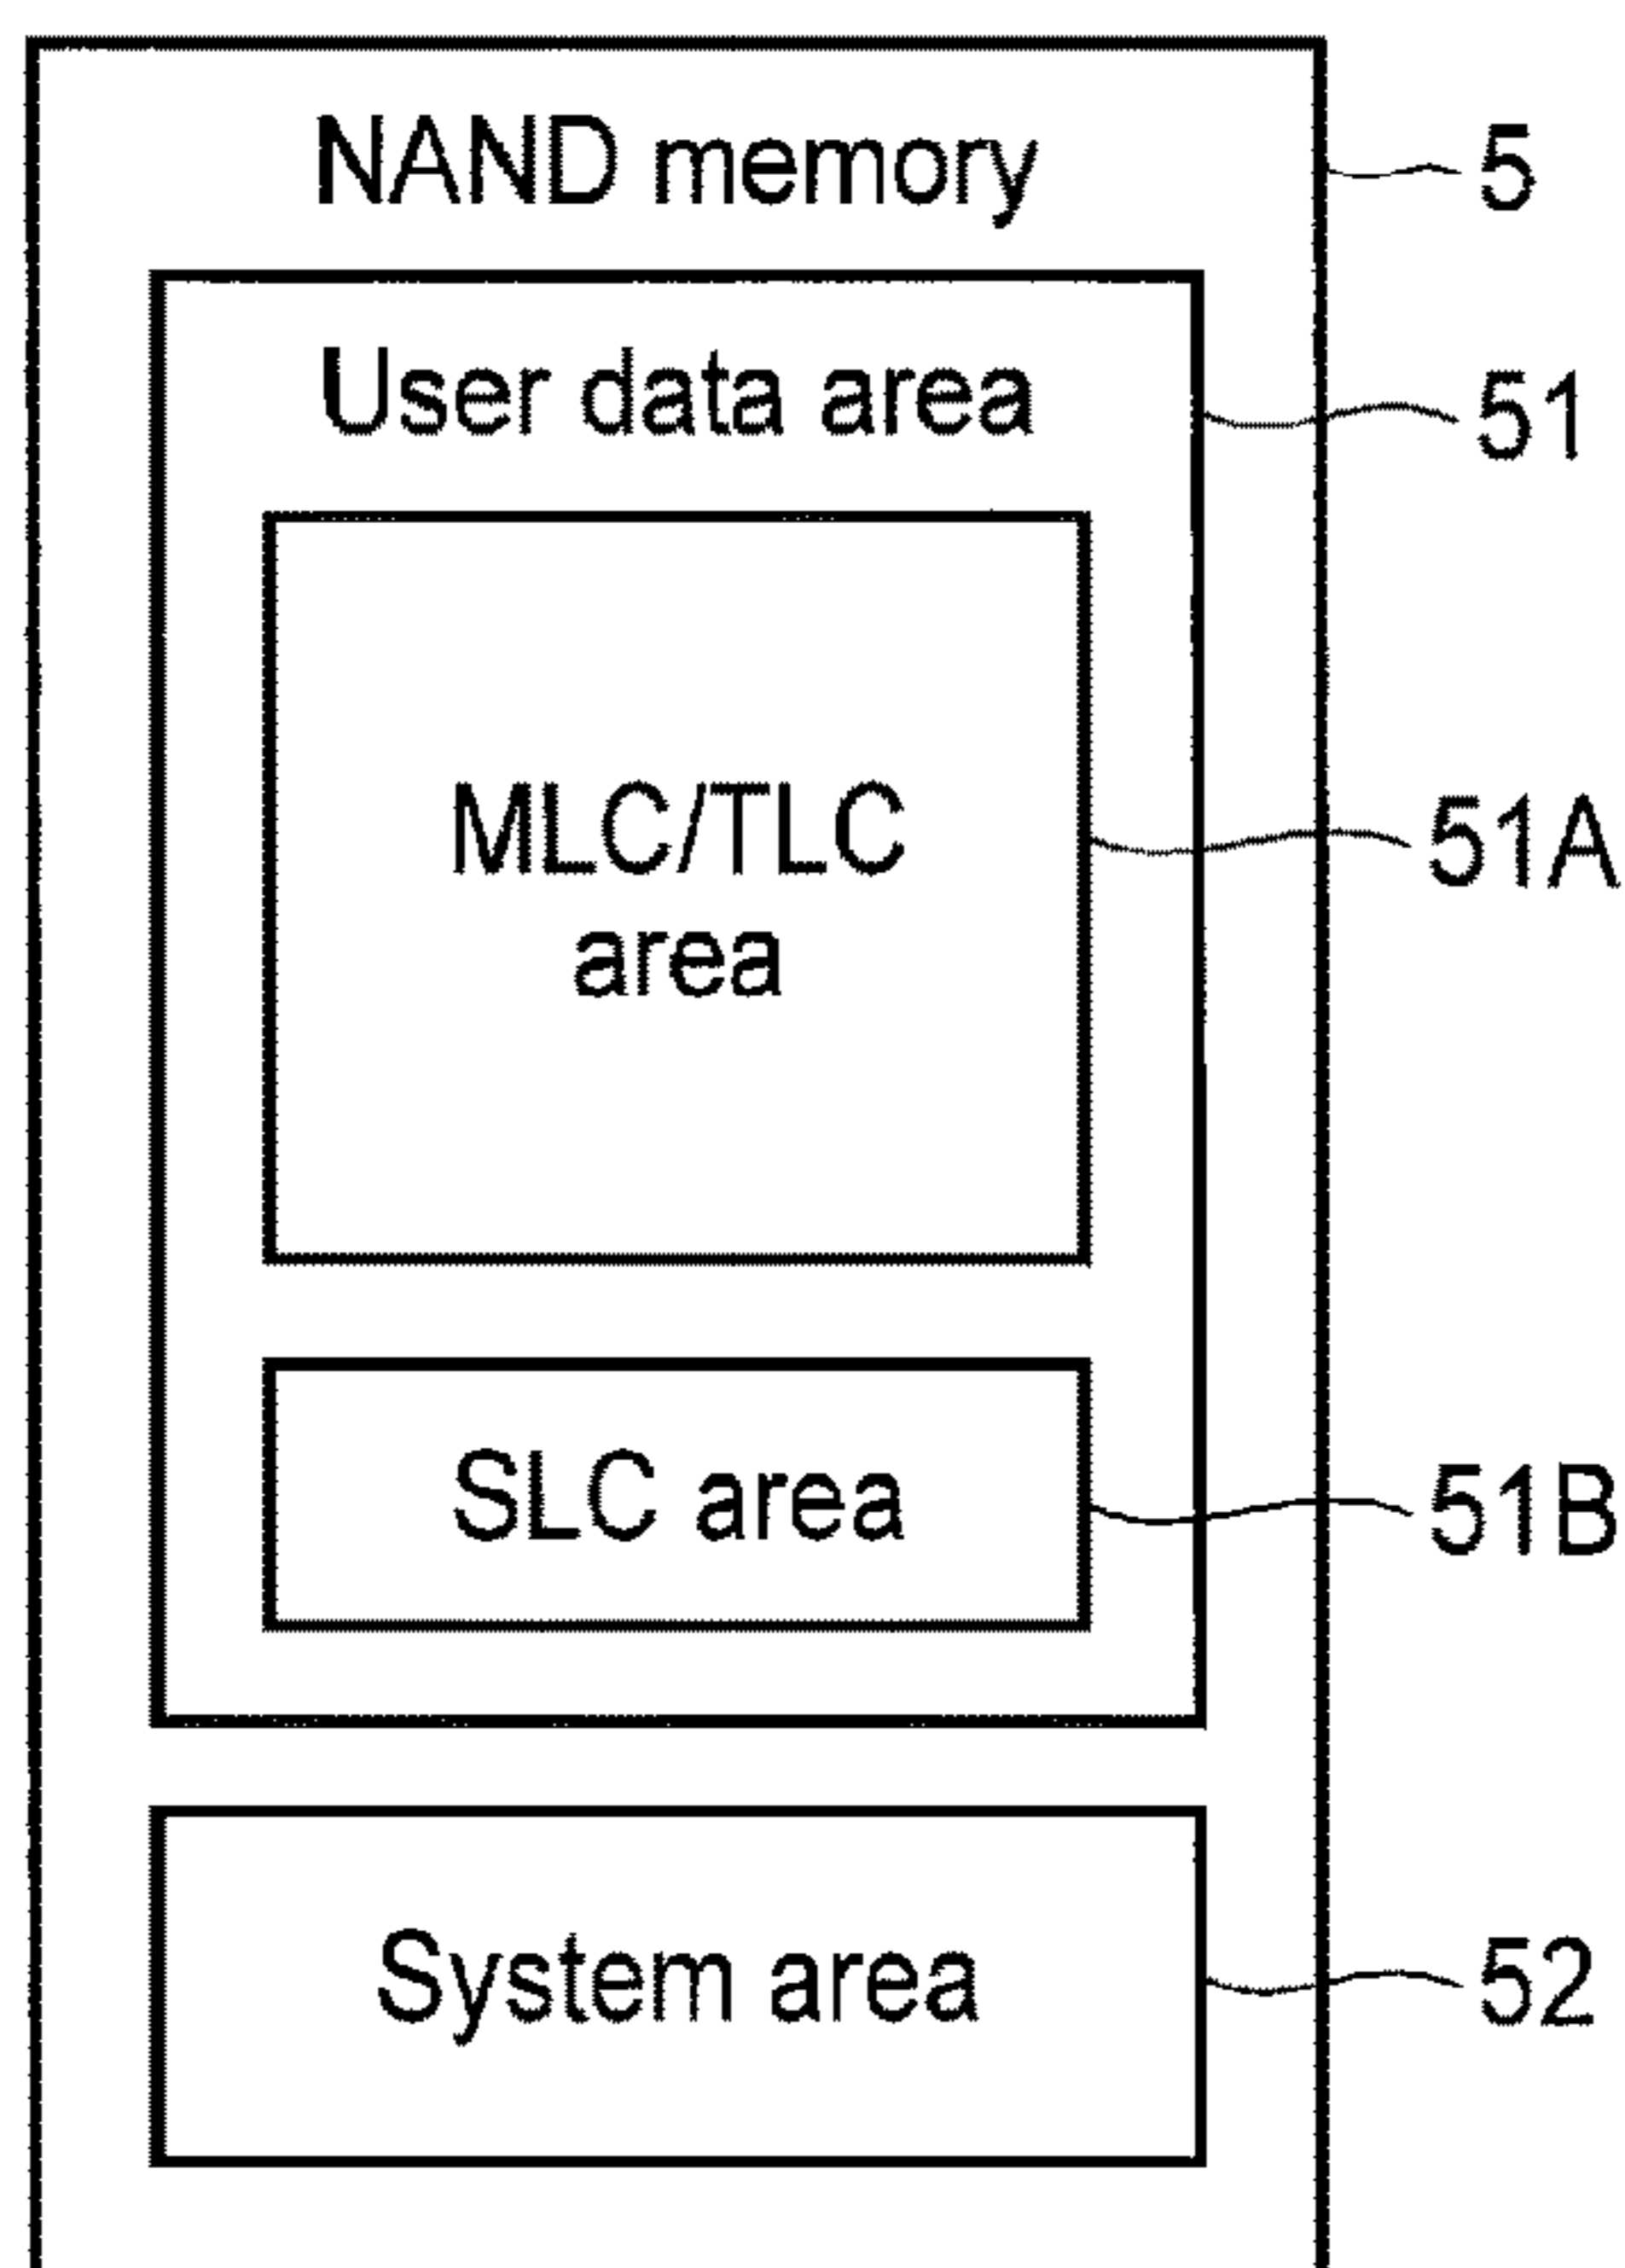 NAND memory
5
User data area
51
MLC/TLC
area
51A
SLC area
51B
System area
52